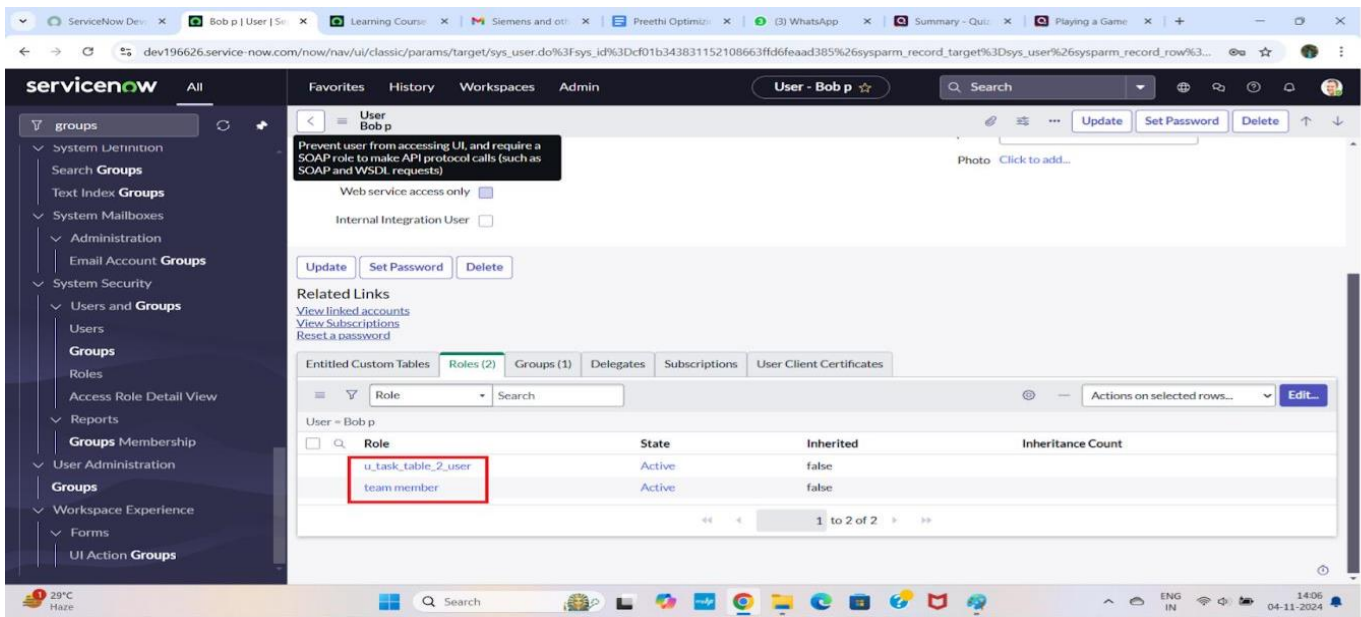 ServiceNow Dev
Bob p | User | Se
Learning Course
Siemens and oth
Preethi Optimiz
(3) WhatsApp
Summary - Quiz
Playing a Game
dev196626.service-now.com/now/nav/ui/classic/params/target/sys_user.do%3Fsys_id%3Dcf01b343831152108663ffd6feaad385%26sysparm_record_target%3Dsys_user%26sysparm_record_row%3...
servicenow All Favorites History Workspaces Admin User - Bob p Search
groups
System Definition
Search Groups
Text Index Groups
System Mailboxes
Administration
Email Account Groups
System Security
Users and Groups
Users
Groups
Roles
Access Role Detail View
Reports
Groups Membership
User Administration
Groups
Workspace Experience
Forms
UI Action Groups
User
Bob p
Update Set Password Delete
Prevent user from accessing UI, and require a
SOAP role to make API protocol calls (such as
SOAP and WSDL requests)
Photo Click to add...
Web service access only
Internal Integration User
Update Set Password Delete
Related Links
View linked accounts
View Subscriptions
Reset a password
Entitled Custom Tables Roles (2) Groups (1) Delegates Subscriptions User Client Certificates
Role Search Actions on selected rows... Edit...
User = Bob p
Role State Inherited Inheritance Count
u_task_table_2_user Active false
team member Active false
1 to 2 of 2
1 29°C
Haze
Search
ENG
IN
14:06
04-11-2024